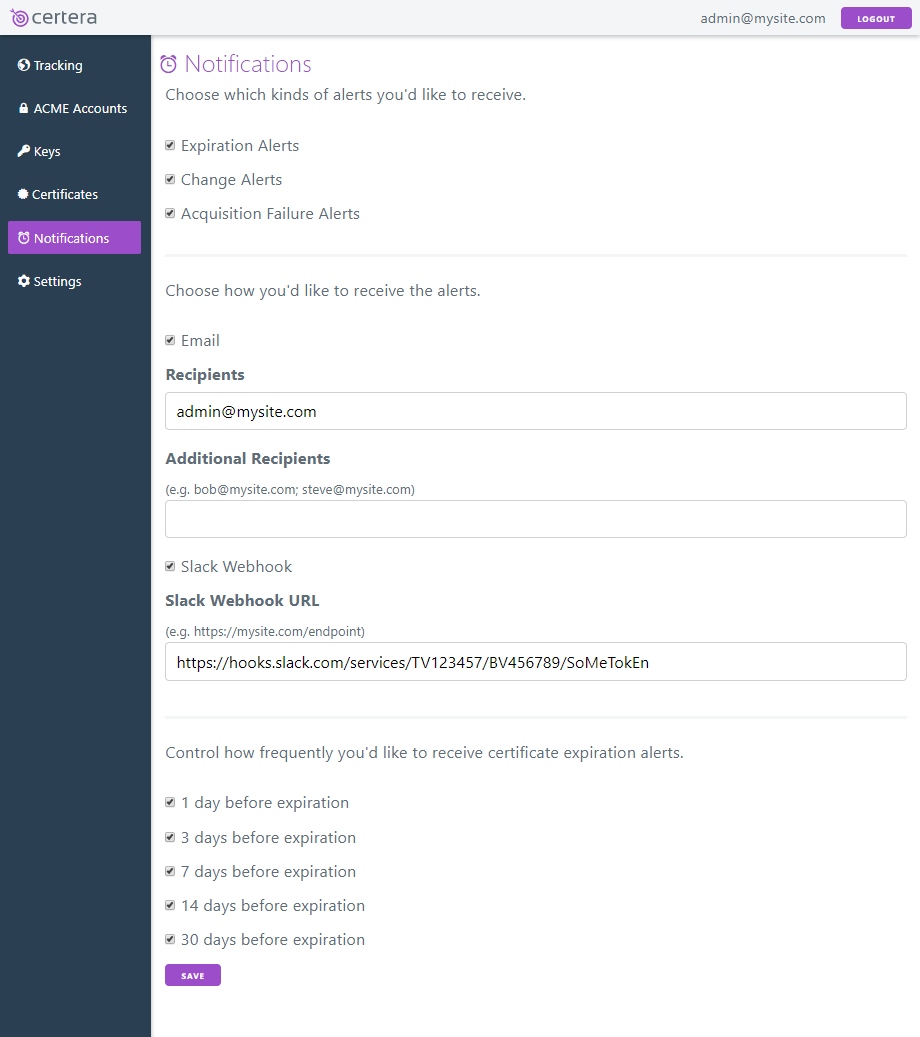 certera
admin@mysite.com
LOGOUT
Tracking
ACME Accounts
Keys
Certificates
Notifications
Settings
Notifications
Choose which kinds of alerts you'd like to receive.
Expiration Alerts
Change Alerts
Acquisition Failure Alerts
Choose how you'd like to receive the alerts.
Email
Recipients
admin@mysite.com
Additional Recipients
(e.g. bob@mysite.com; steve@mysite.com)
Slack Webhook
Slack Webhook URL
(e.g. https://mysite.com/endpoint)
https://hooks.slack.com/services/TV123457/BV456789/SoMeTokEn
Control how frequently you'd like to receive certificate expiration alerts.
1 day before expiration
3 days before expiration
7 days before expiration
14 days before expiration
30 days before expiration
SAVE